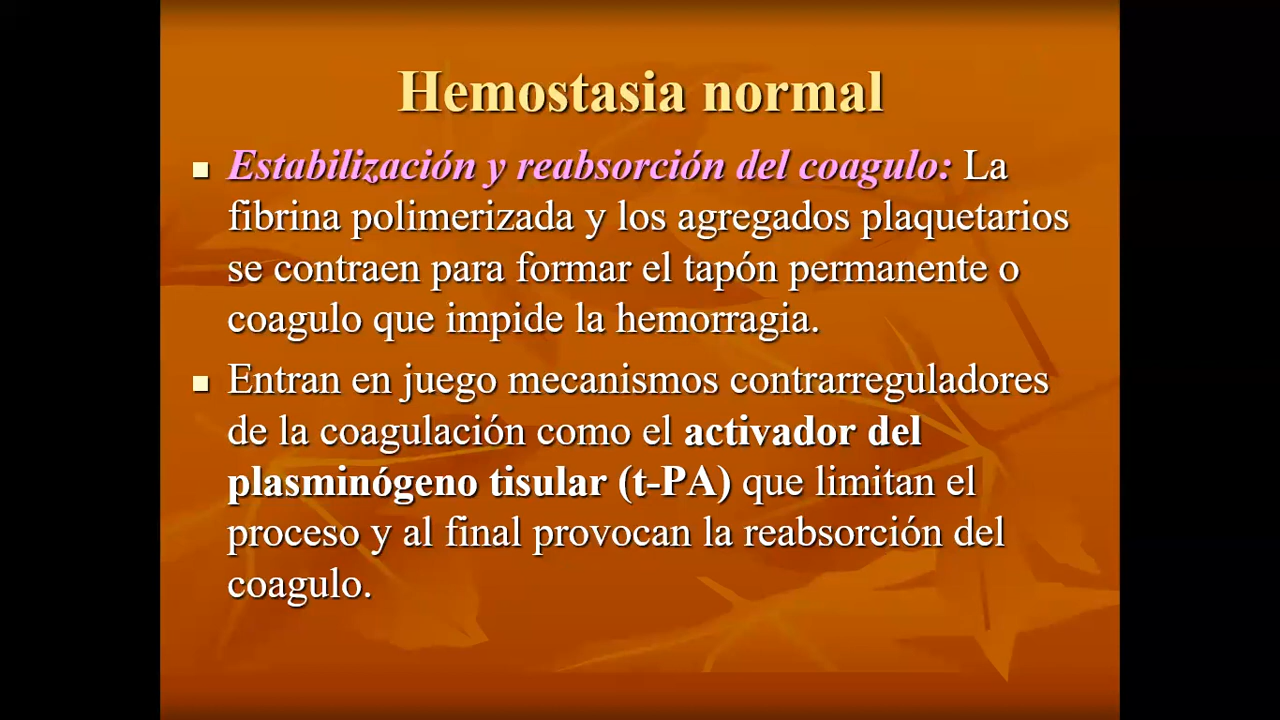 Hemostasia normal
Estabilización y reabsorción del coagulo: La
fibrina polimerizada y los agregados plaquetarios
se contraen para formar el tapón permanente o
coagulo que impide la hemorragia.
Entran en juego mecanismos contrarreguladores
de la coagulación como el activador del
plasminógeno tisular (t-PA) que limitan el
proceso y al final provocan la reabsorción del
coagulo.